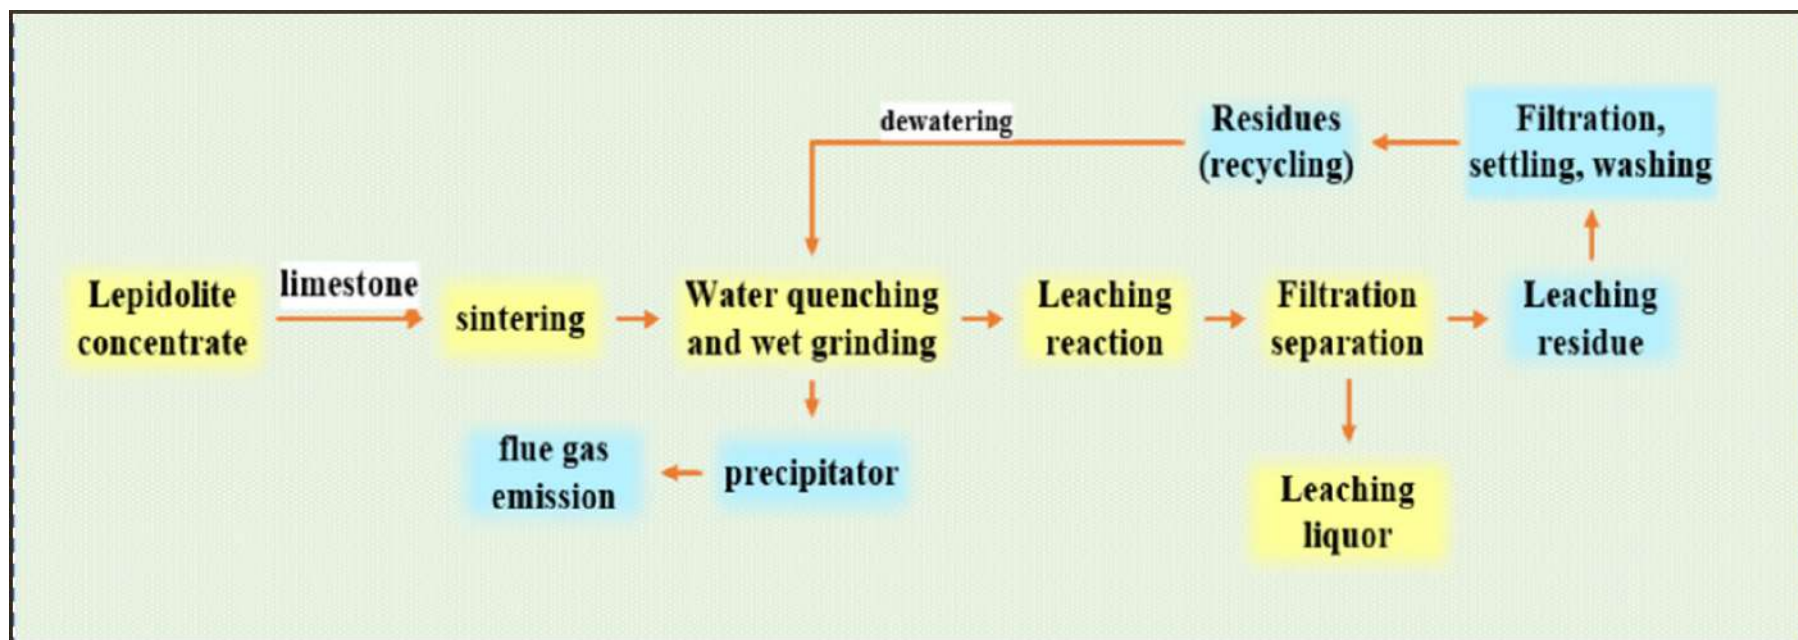 dewatering
Residues
(recycling)
Filtration,
settling, washing
Lepidolite
concentrate
limestone
sintering
Water quenching
and wet grinding
Leaching
reaction
Filtration
separation
Leaching
residue
flue gas
emission
precipitator
Leaching
liquor